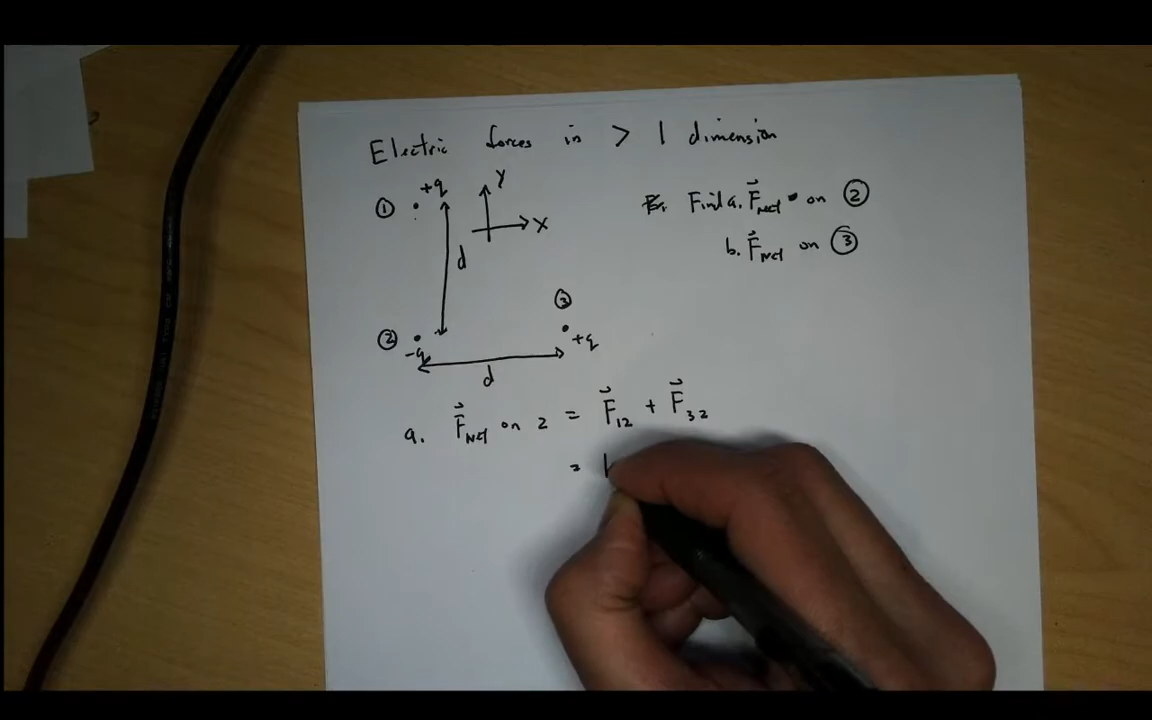 Electric forces in > 1 dimension
① +q
Y
X
d
Find a. F⃗Net on ②
b. F⃗Net on ③
③
② -q
+q
d
a. F⃗Net on 2 = F⃗12 + F⃗32
=